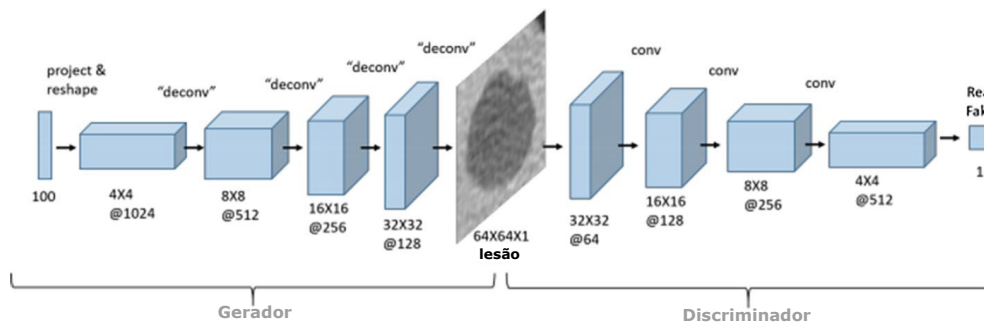 project &
reshape
"deconv"
"deconv"
"deconv"
"deconv"
conv
conv
conv
100
4X4
@1024
8X8
@512
16X16
@256
32X32
@128
64X64X1
lesão
32X32
@64
16X16
@128
8X8
@256
4X4
@512
1
Gerador
Discriminador